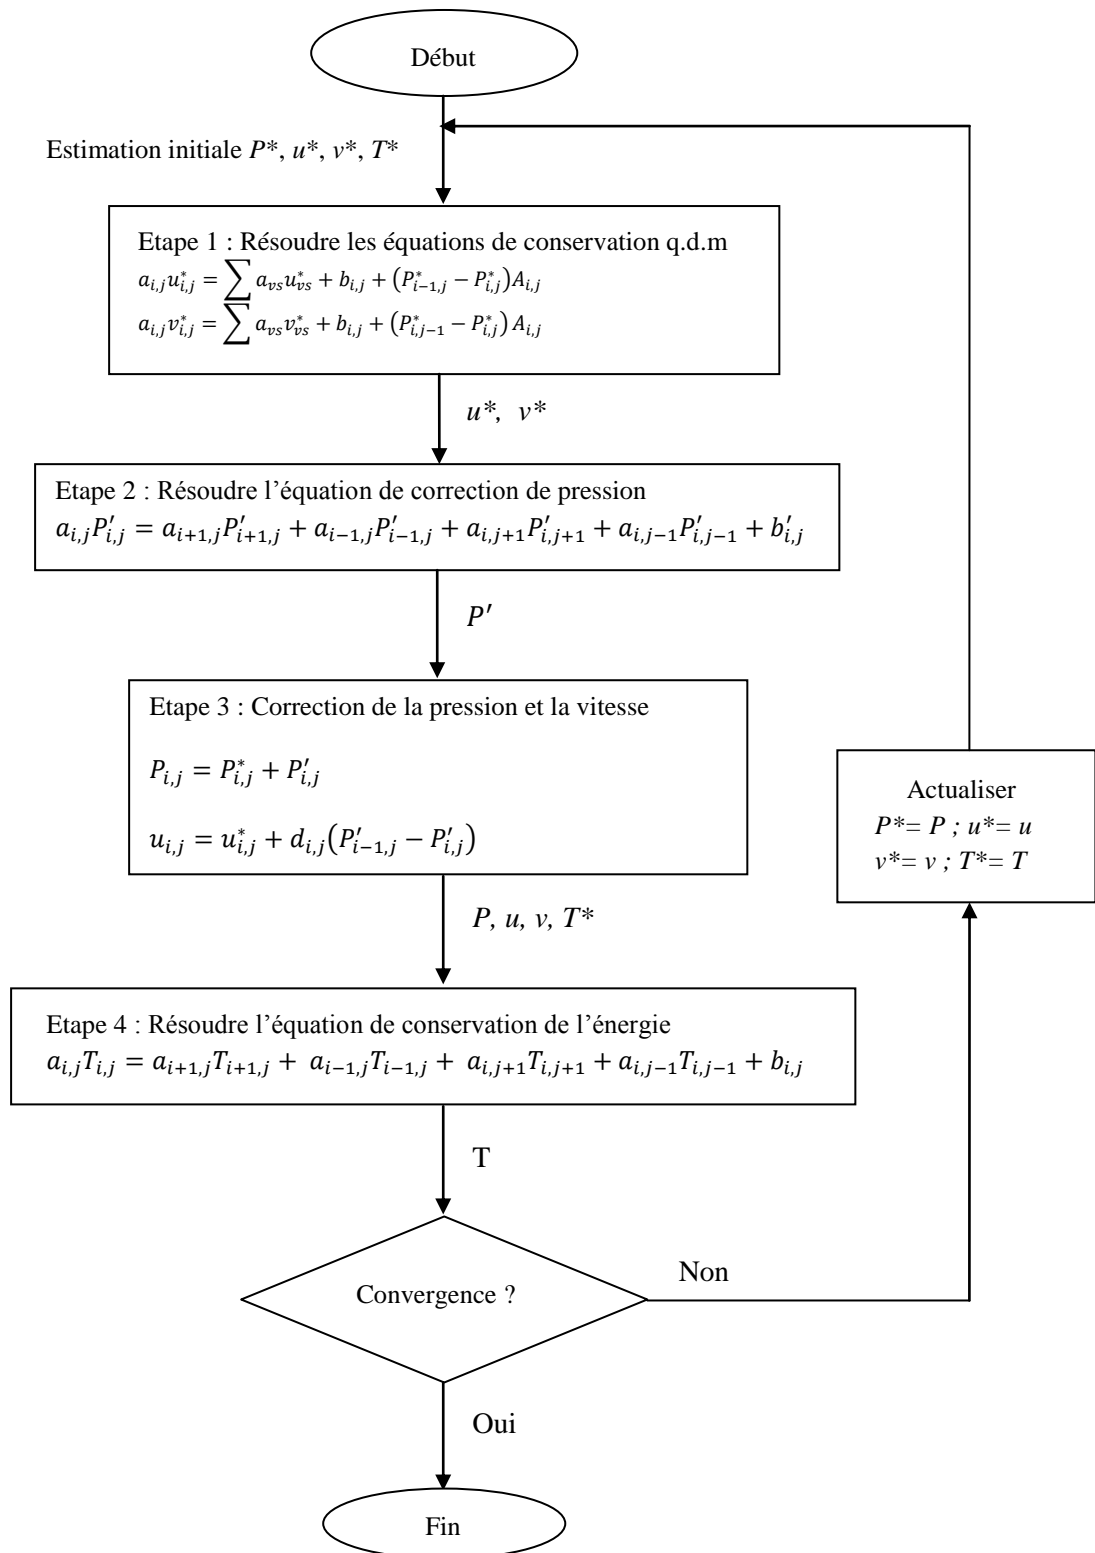 Début
Estimation initiale P*, u*, v*, T*
Etape 1 : Résoudre les équations de conservation q.d.m
a_{i,j}u^*_{i,j} = ∑ a_{vs}u^*_{vs} + b_{i,j} + (P^*_{i-1,j} − P^*_{i,j})A_{i,j}
a_{i,j}v^*_{i,j} = ∑ a_{vs}v^*_{vs} + b_{i,j} + (P^*_{i,j-1} − P^*_{i,j}) A_{i,j}
u*, v*
Etape 2 : Résoudre l’équation de correction de pression
a_{i,j}P′_{i,j} = a_{i+1,j}P′_{i+1,j} + a_{i−1,j}P′_{i−1,j} + a_{i,j+1}P′_{i,j+1} + a_{i,j−1}P′_{i,j−1} + b′_{i,j}
P′
Etape 3 : Correction de la pression et la vitesse
P_{i,j} = P^*_{i,j} + P′_{i,j}
u_{i,j} = u^*_{i,j} + d_{i,j}(P′_{i−1,j} − P′_{i,j})
Actualiser
P*= P ; u*= u
v*= v ; T*= T
P, u, v, T*
Etape 4 : Résoudre l’équation de conservation de l’énergie
a_{i,j}T_{i,j} = a_{i+1,j}T_{i+1,j} + a_{i−1,j}T_{i−1,j} + a_{i,j+1}T_{i,j+1} + a_{i,j−1}T_{i,j−1} + b_{i,j}
T
Convergence ?
Non
Oui
Fin